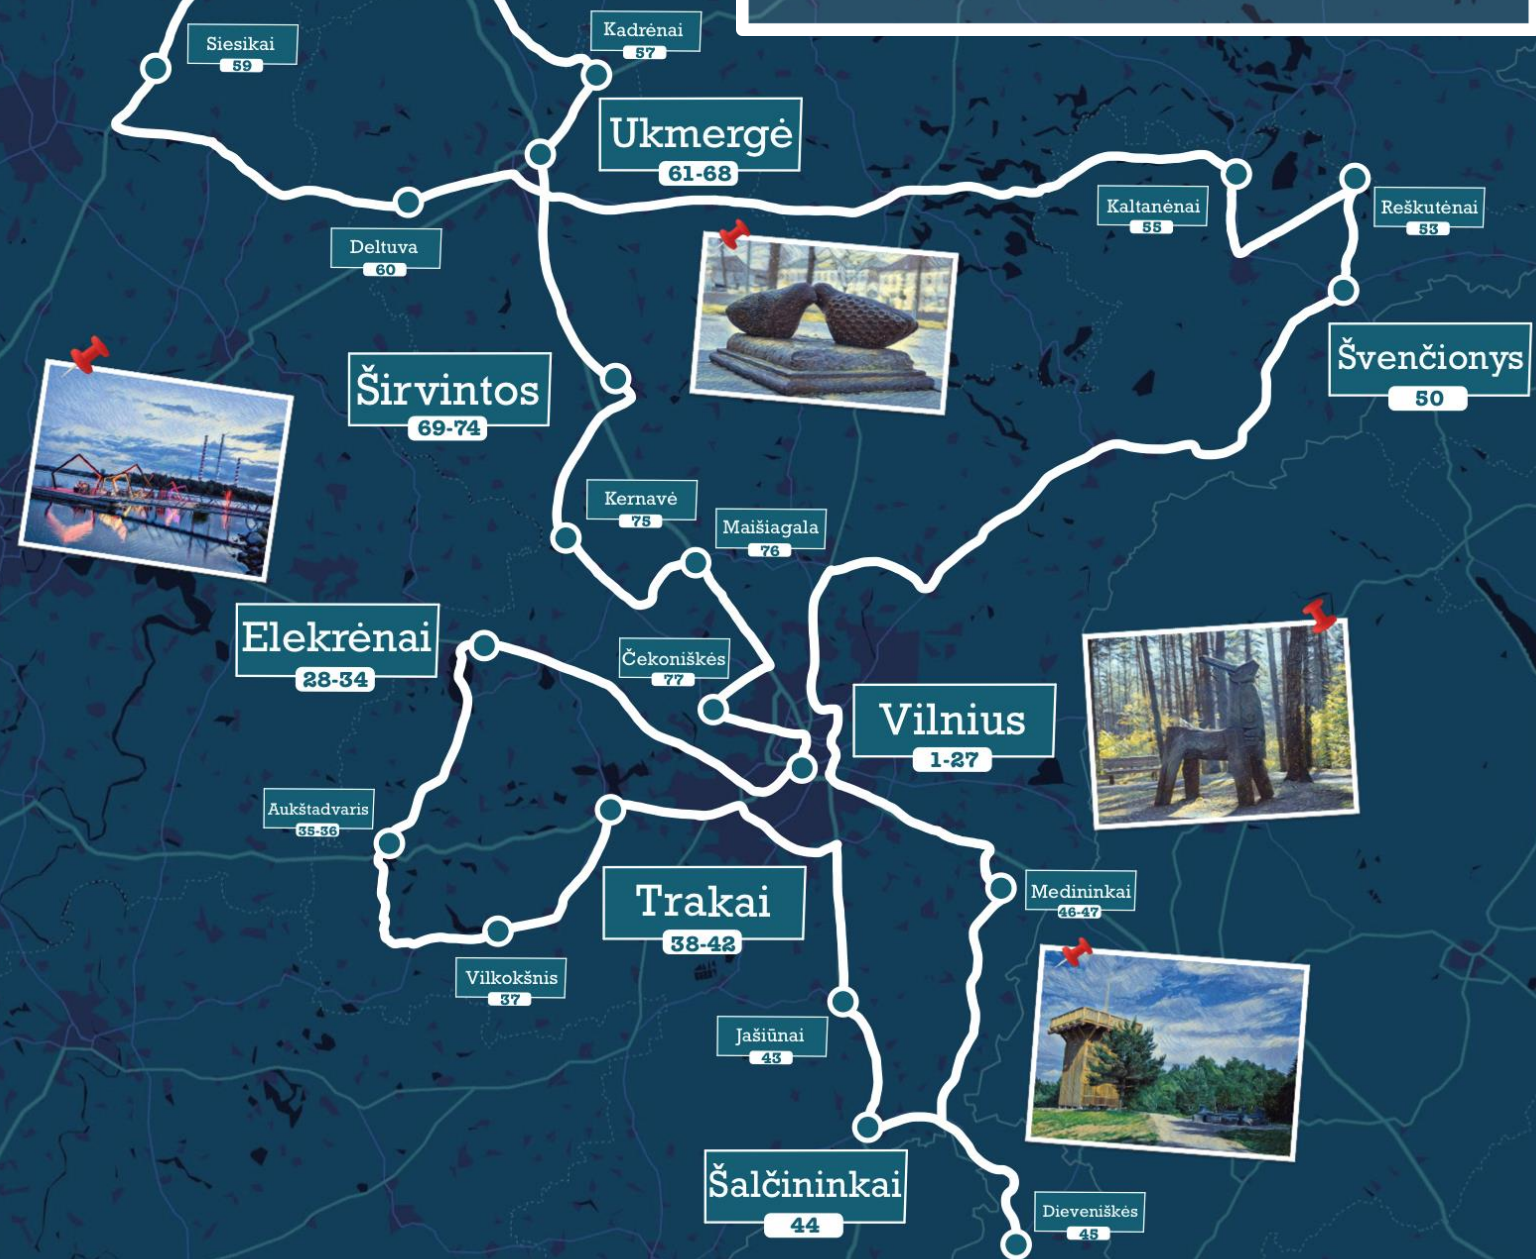 Siesikai
59
Kadrėnai
57
Ukmergė
61-68
Deltuva
60
Kaltanėnai
55
Reškutėnai
53
Švenčionys
50
Širvintos
69-74
Kernavė
75
Maišiagala
76
Elekrėnai
28-34
Čekoniškės
77
Vilnius
1-27
Aukštadvaris
35-36
Trakai
38-42
Medininkai
46-47
Vilkokšnis
37
Jašiūnai
43
Šalčininkai
44
Dieveniškės
45